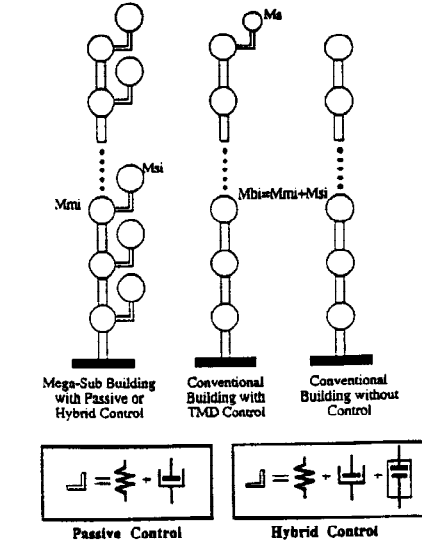 Ma
Msi
Mmi
Mbi=Mmi+Msi
Mega-Sub Building
with Passive or
Hybrid Control
Conventional
Building with
TMD Control
Conventional
Building without
Control
= +
= + +
Passive Control
Hybrid Control